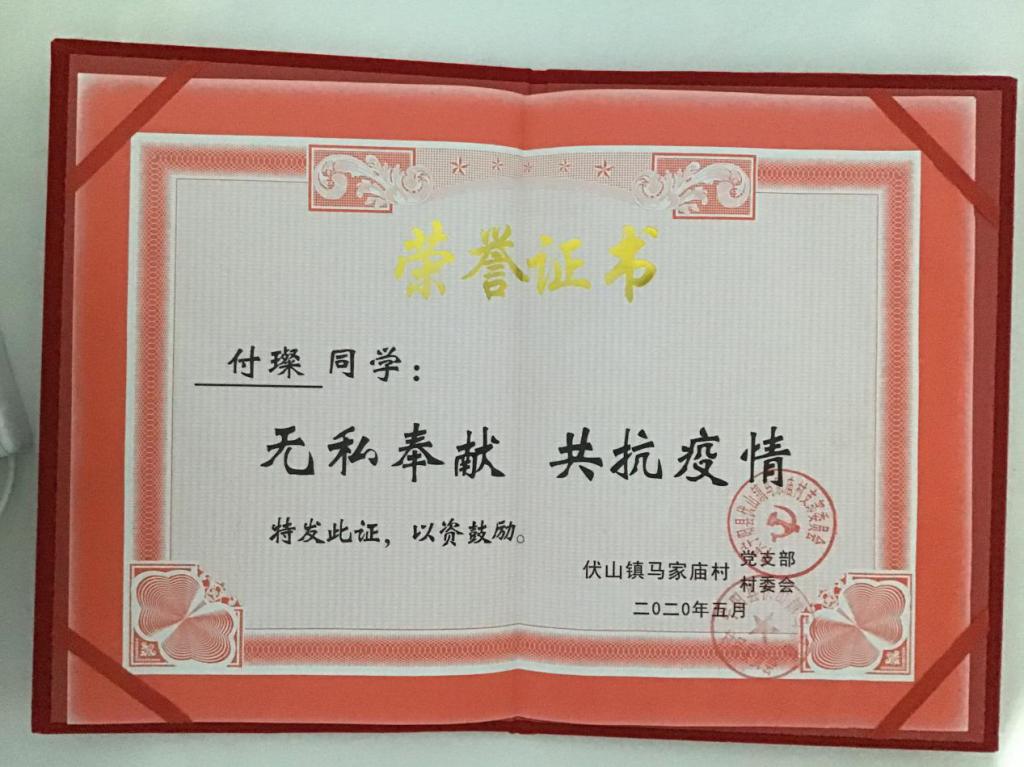 荣誉证书
付璨 同学：
无私奉献 共抗疫情
特发此证，以资鼓励。
伏山镇马家庙村 党支部
村委会
二〇二〇年五月